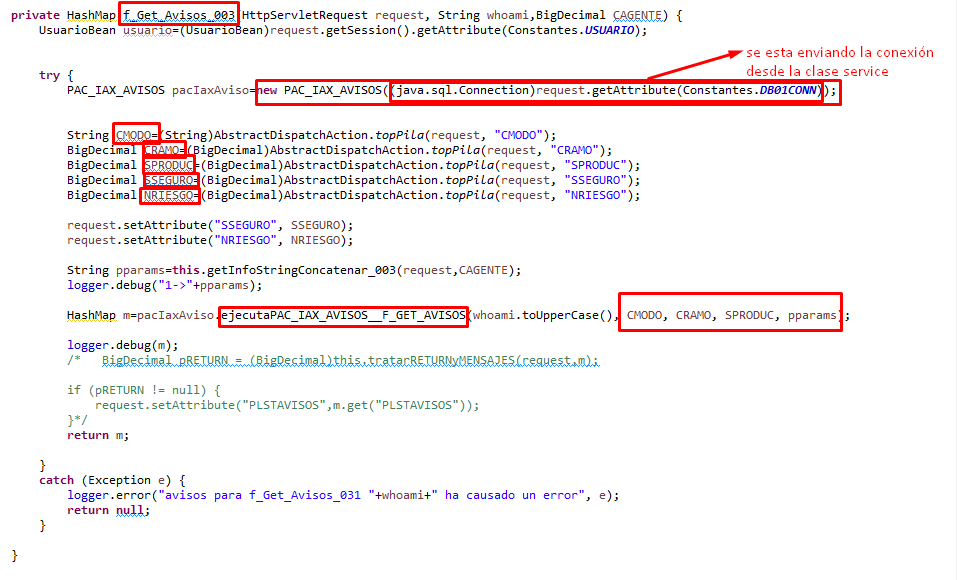 private HashMap f_Get_Avisos_003(HttpServletRequest request, String whoami,BigDecimal CAGENTE) {
UsuarioBean usuario=(UsuarioBean)request.getSession().getAttribute(Constantes.USUARIO);
se esta enviando la conexión
desde la clase service
try {
PAC_IAX_AVISOS pacIaxAviso=new PAC_IAX_AVISOS((java.sql.Connection)request.getAttribute(Constantes.DB01CONN));
String CMODO=(String)AbstractDispatchAction.topPila(request, "CMODO");
BigDecimal CRAMO=(BigDecimal)AbstractDispatchAction.topPila(request, "CRAMO");
BigDecimal SPRODUC=(BigDecimal)AbstractDispatchAction.topPila(request, "SPRODUC");
BigDecimal SSEGURO=(BigDecimal)AbstractDispatchAction.topPila(request, "SSEGURO");
BigDecimal NRIESGO=(BigDecimal)AbstractDispatchAction.topPila(request, "NRIESGO");
request.setAttribute("SSEGURO", SSEGURO);
request.setAttribute("NRIESGO", NRIESGO);
String pparams=this.getInfoStringConcatenar_003(request,CAGENTE);
logger.debug("1->"+pparams);
HashMap m=pacIaxAviso.ejecutaPAC_IAX_AVISOS__F_GET_AVISOS(whoami.toUpperCase(), CMODO, CRAMO, SPRODUC, pparams);
logger.debug(m);
/* BigDecimal pRETURN = (BigDecimal)this.tratarRETURNyMENSAJES(request,m);
if (pRETURN != null) {
request.setAttribute("PLSTAVISOS",m.get("PLSTAVISOS"));
}*/
return m;
}
catch (Exception e) {
logger.error("avisos para f_Get_Avisos_031 "+whoami+" ha causado un error", e);
return null;
}
}